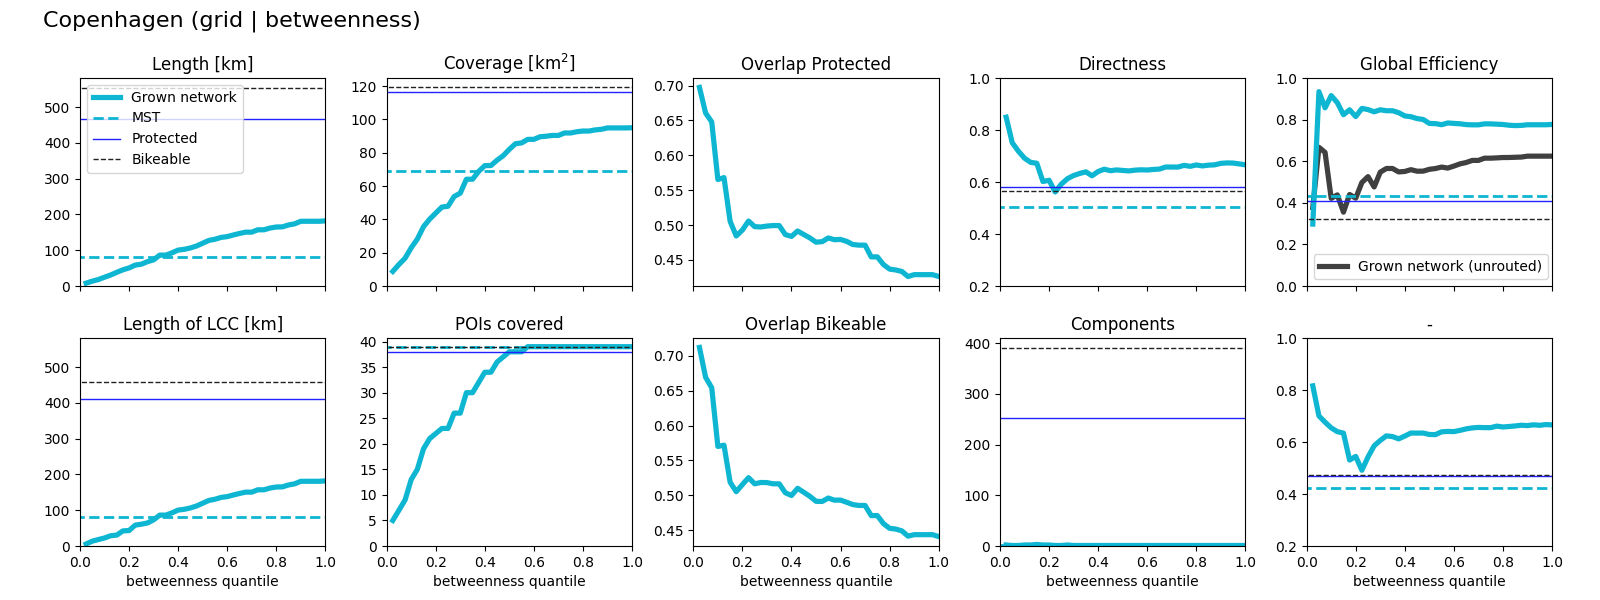 Copenhagen (grid | betweenness)
Length [km]
Coverage [km²]
Overlap Protected
Directness
Global Efficiency
500
400
300
200
100
0
Grown network
MST
Protected
Bikeable
120
100
80
60
40
20
0
0.70
0.65
0.60
0.55
0.50
0.45
1.0
0.8
0.6
0.4
0.2
1.0
0.8
0.6
0.4
0.2
0.0
Grown network (unrouted)
Length of LCC [km]
POIs covered
Overlap Bikeable
Components
-
500
400
300
200
100
0
0.0 0.2 0.4 0.6 0.8 1.0
betweenness quantile
40
35
30
25
20
15
10
5
0
0.0 0.2 0.4 0.6 0.8 1.0
betweenness quantile
0.70
0.65
0.60
0.55
0.50
0.45
0.0 0.2 0.4 0.6 0.8 1.0
betweenness quantile
400
300
200
100
0
0.0 0.2 0.4 0.6 0.8 1.0
betweenness quantile
1.0
0.8
0.6
0.4
0.2
0.0 0.2 0.4 0.6 0.8 1.0
betweenness quantile